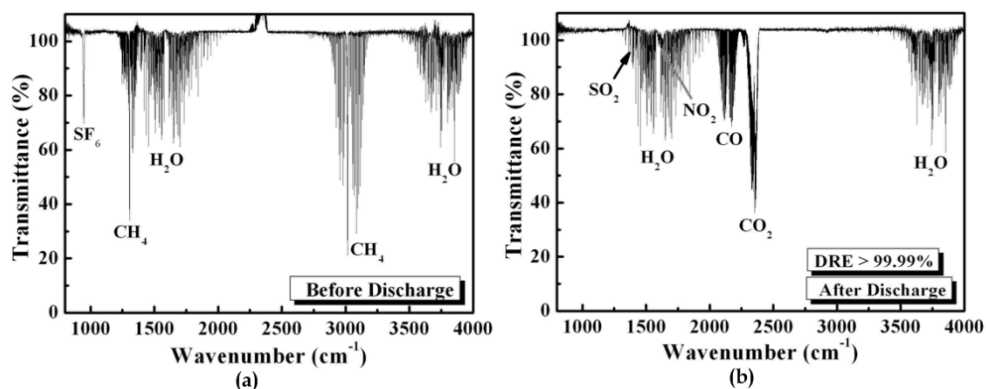 (a)
100
80
60
40
20
0
Transmittance (%)
SF6
CH4
H2O
CH4
H2O
Before Discharge
1000 1500 2000 2500 3000 3500 4000
Wavenumber (cm-1)
(a)
(b)
100
80
60
40
20
0
Transmittance (%)
SO2
H2O
NO2
CO
CO2
H2O
DRE > 99.99%
After Discharge
1000 1500 2000 2500 3000 3500 4000
Wavenumber (cm-1)
(b)